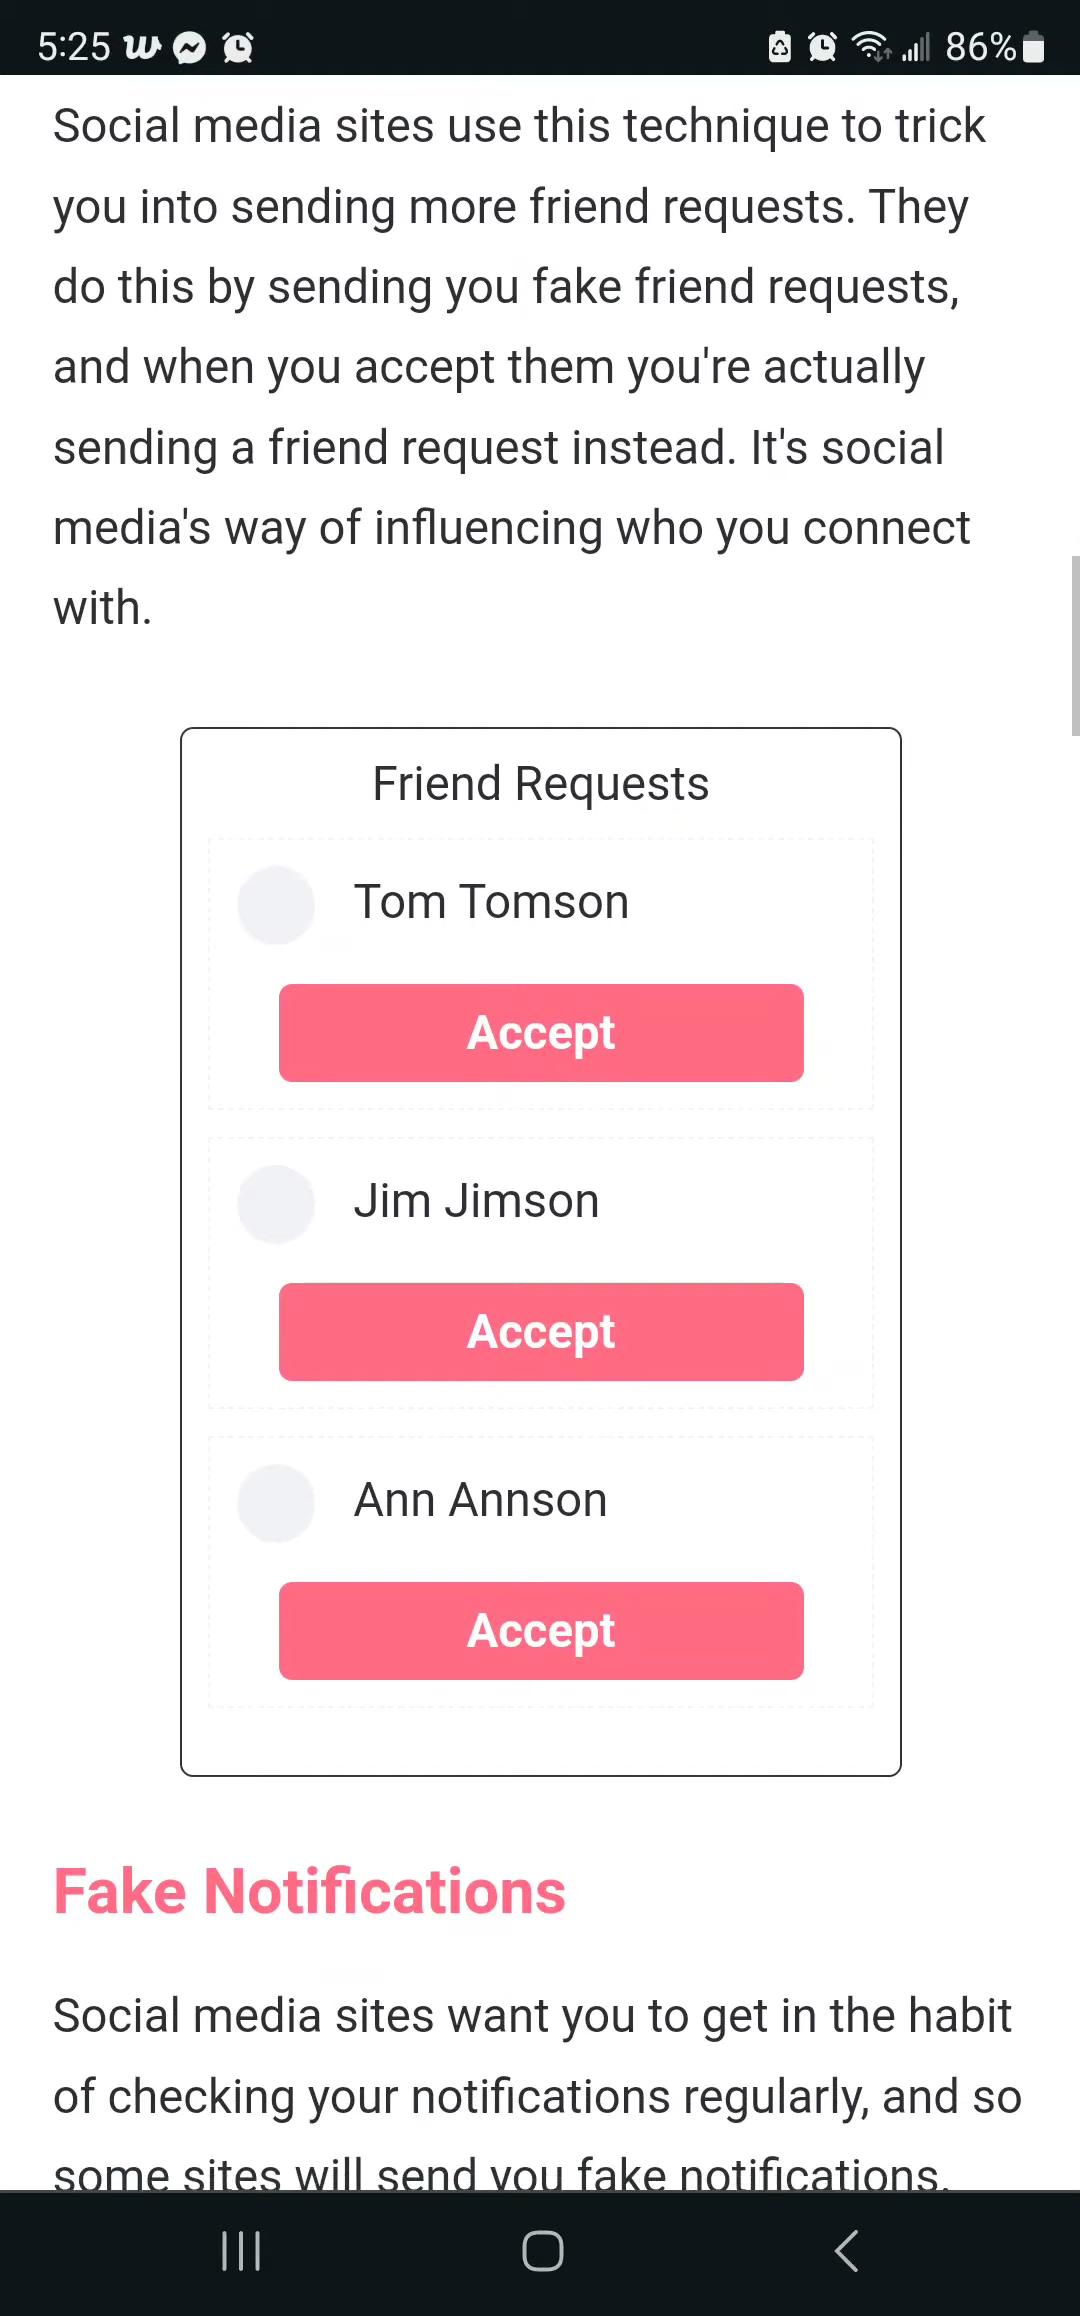 5:25 86%
Social media sites use this technique to trick
you into sending more friend requests. They
do this by sending you fake friend requests,
and when you accept them you're actually
sending a friend request instead. It's social
media's way of influencing who you connect
with.
Friend Requests
Tom Tomson
Accept
Jim Jimson
Accept
Ann Annson
Accept
Fake Notifications
Social media sites want you to get in the habit
of checking your notifications regularly, and so
some sites will send you fake notifications.